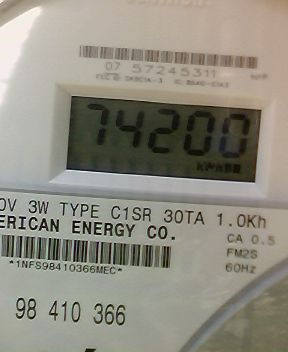 07 57245311
74200
0V 3W TYPE C1SR 30TA 1.0Kh
ERICAN ENERGY CO.
CA 0.5
*1NFS98410366MEC*
FM2S
60Hz
98 410 366